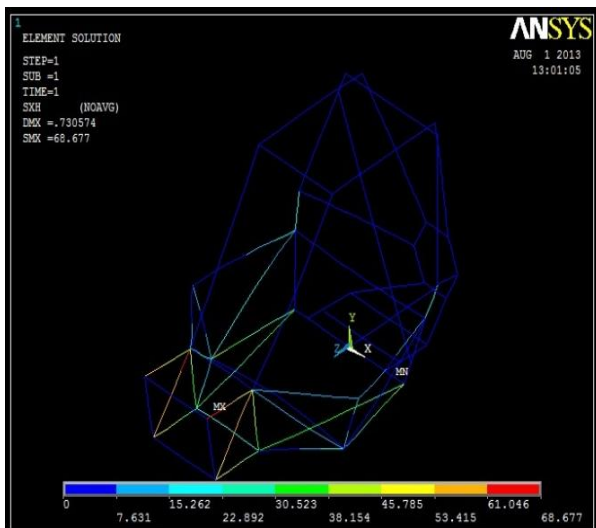 1
ELEMENT SOLUTION
STEP=1
SUB =1
TIME=1
SXH (NOAVG)
DMX =.730574
SMX =68.677
ANSYS
AUG 1 2013
13:01:05
Y
Z X
MN
MX
0 15.262 30.523 45.785 61.046
7.631 22.892 38.154 53.415 68.677